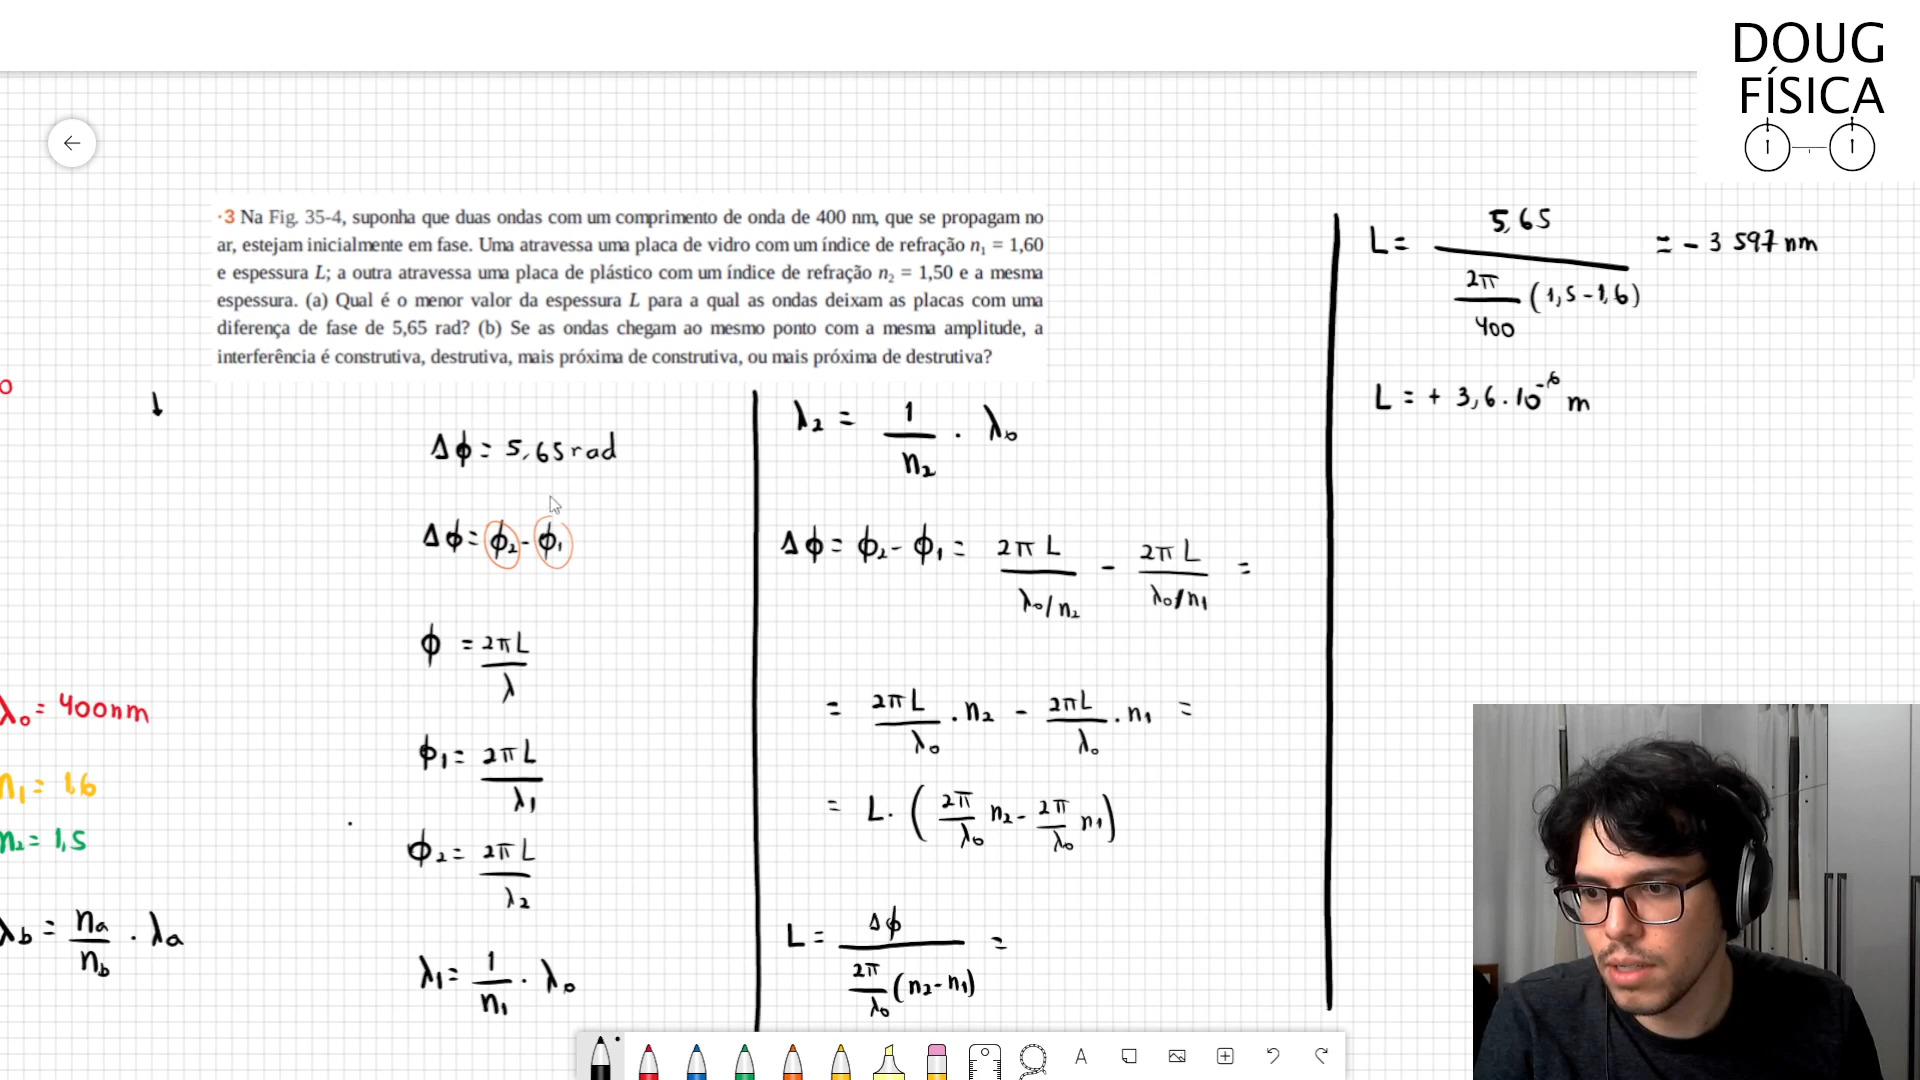 DOUG
FÍSICA
·3 Na Fig. 35-4, suponha que duas ondas com um comprimento de onda de 400 nm, que se propagam no
ar, estejam inicialmente em fase. Uma atravessa uma placa de vidro com um índice de refração n₁ = 1,60
e espessura L; a outra atravessa uma placa de plástico com um índice de refração n₂ = 1,50 e a mesma
espessura. (a) Qual é o menor valor da espessura L para a qual as ondas deixam as placas com uma
diferença de fase de 5,65 rad? (b) Se as ondas chegam ao mesmo ponto com a mesma amplitude, a
interferência é construtiva, destrutiva, mais próxima de construtiva, ou mais próxima de destrutiva?
λ₀ = 400nm
n₁ = 1,6
n₂ = 1,5
λb = na/nb · λa
Δϕ = 5,65 rad
Δϕ = ϕ₂ - ϕ₁
ϕ = 2πL/λ
ϕ₁ = 2πL/λ₁
ϕ₂ = 2πL/λ₂
λ₁ = 1/n₁ · λ₀
λ₂ = 1/n₂ · λ₀
Δϕ = ϕ₂ - ϕ₁ = 2πL/(λ₀/n₂) - 2πL/(λ₀/n₁) =
= 2πL/λ₀ · n₂ - 2πL/λ₀ · n₁ =
= L · (2π/λ₀ n₂ - 2π/λ₀ n₁)
L = Δϕ / (2π/λ₀ (n₂ - n₁)) =
L = 5,65 / (2π/400 (1,5 - 1,6)) = - 3 597 nm
L = + 3,6 . 10⁻⁶ m